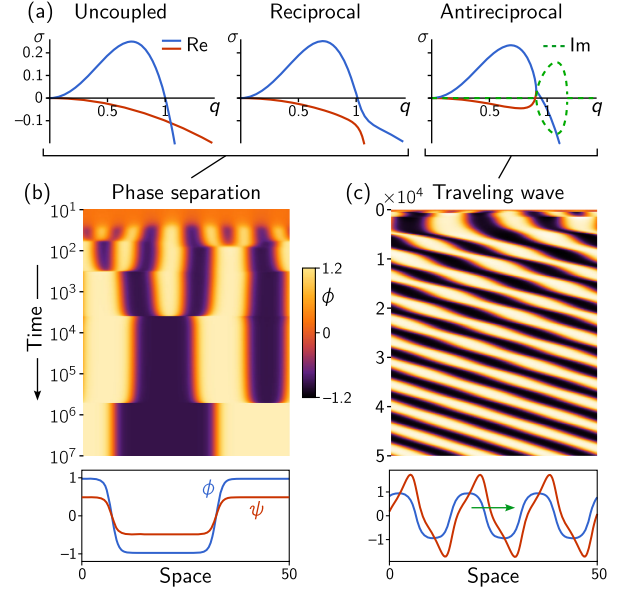 (a) Uncoupled Reciprocal Antireciprocal
σ σ σ
Re Im
0.2
0.1
0 0 0
−0.1
0.5 1 q 0.5 1 q 0.5 1 q
(b) Phase separation (c) Traveling wave
×10⁴
10¹ 0
10²
10³ 1
10⁴ 2
10⁵ 3
10⁶ 4
10⁷ 5
Time
1.2
ϕ
0
−1.2
1 1
0 0
−1 −1
ϕ
ψ
0 50 0 50
Space Space